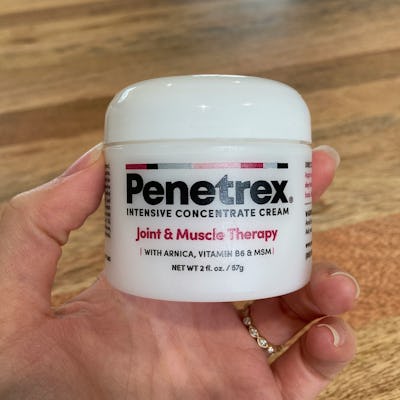 Penetrex®
INTENSIVE CONCENTRATE CREAM
Joint & Muscle Therapy
| WITH ARNICA, VITAMIN B6 & MSM |
NET WT 2 fl. oz. / 57g